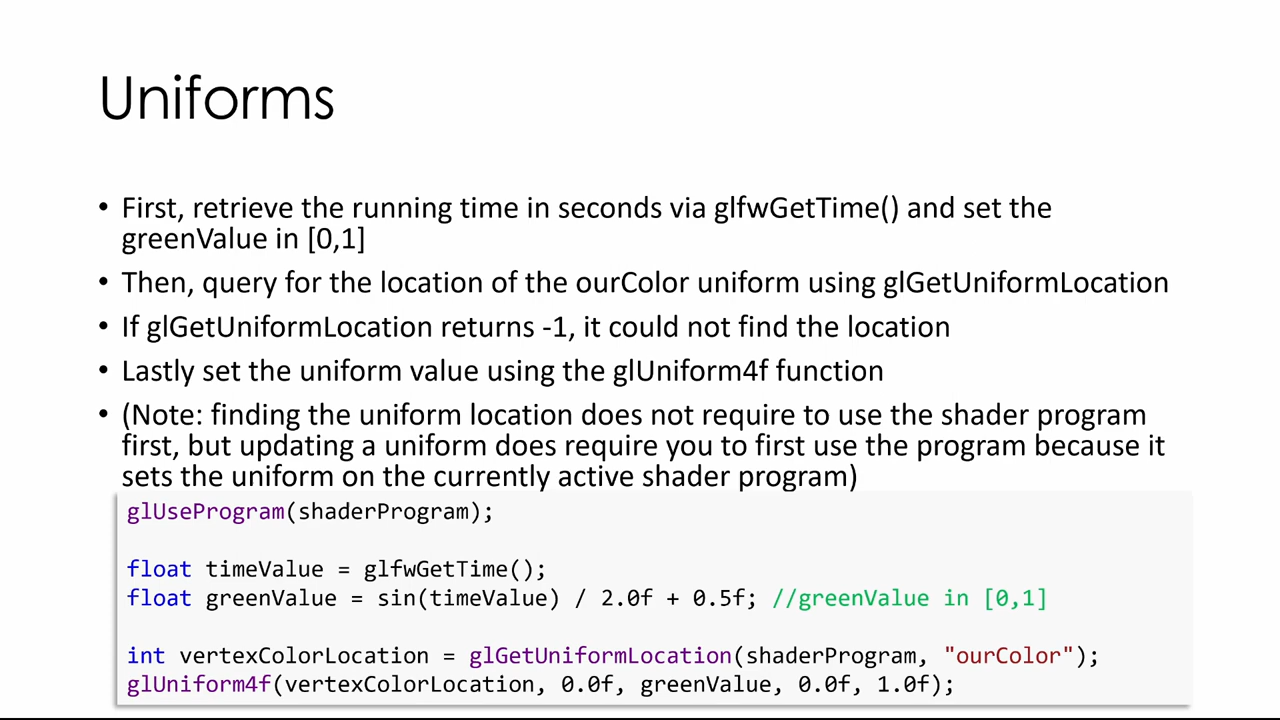 Uniforms
• First, retrieve the running time in seconds via glfwGetTime() and set the
greenValue in [0,1]
• Then, query for the location of the ourColor uniform using glGetUniformLocation
• If glGetUniformLocation returns -1, it could not find the location
• Lastly set the uniform value using the glUniform4f function
• (Note: finding the uniform location does not require to use the shader program
first, but updating a uniform does require you to first use the program because it
sets the uniform on the currently active shader program)
glUseProgram(shaderProgram);
float timeValue = glfwGetTime();
float greenValue = sin(timeValue) / 2.0f + 0.5f; //greenValue in [0,1]
int vertexColorLocation = glGetUniformLocation(shaderProgram, "ourColor");
glUniform4f(vertexColorLocation, 0.0f, greenValue, 0.0f, 1.0f);